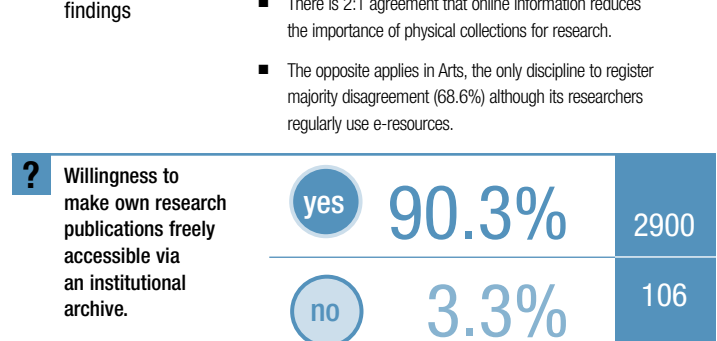 findings
■ There is 2:1 agreement that online information reduces
the importance of physical collections for research.
■ The opposite applies in Arts, the only discipline to register
majority disagreement (68.6%) although its researchers
regularly use e-resources.
?
Willingness to
make own research
publications freely
accessible via
an institutional
archive.
yes 90.3% 2900
no 3.3% 106